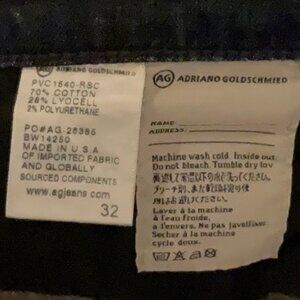 AG ADRIANO GOLDSCHMIED
PVC1540-RSC
70% COTTON
28% LYOCELL
2% POLYURETHANE
PO#AG-26385
BW14250
MADE IN U.S.A
OF IMPORTED FABRIC
AND GLOBALLY
SOURCED COMPONENTS
www.agjeans.com
32
AG ADRIANO GOLDSCHMIED
NAME
ADDRESS
Machine wash cold. Inside out.
Do not bleach. Tumble dry low
Laver à la machine
à l'eau froide,
à l'envers. Ne pas javelliser
Secher à la machine
cycle doux.